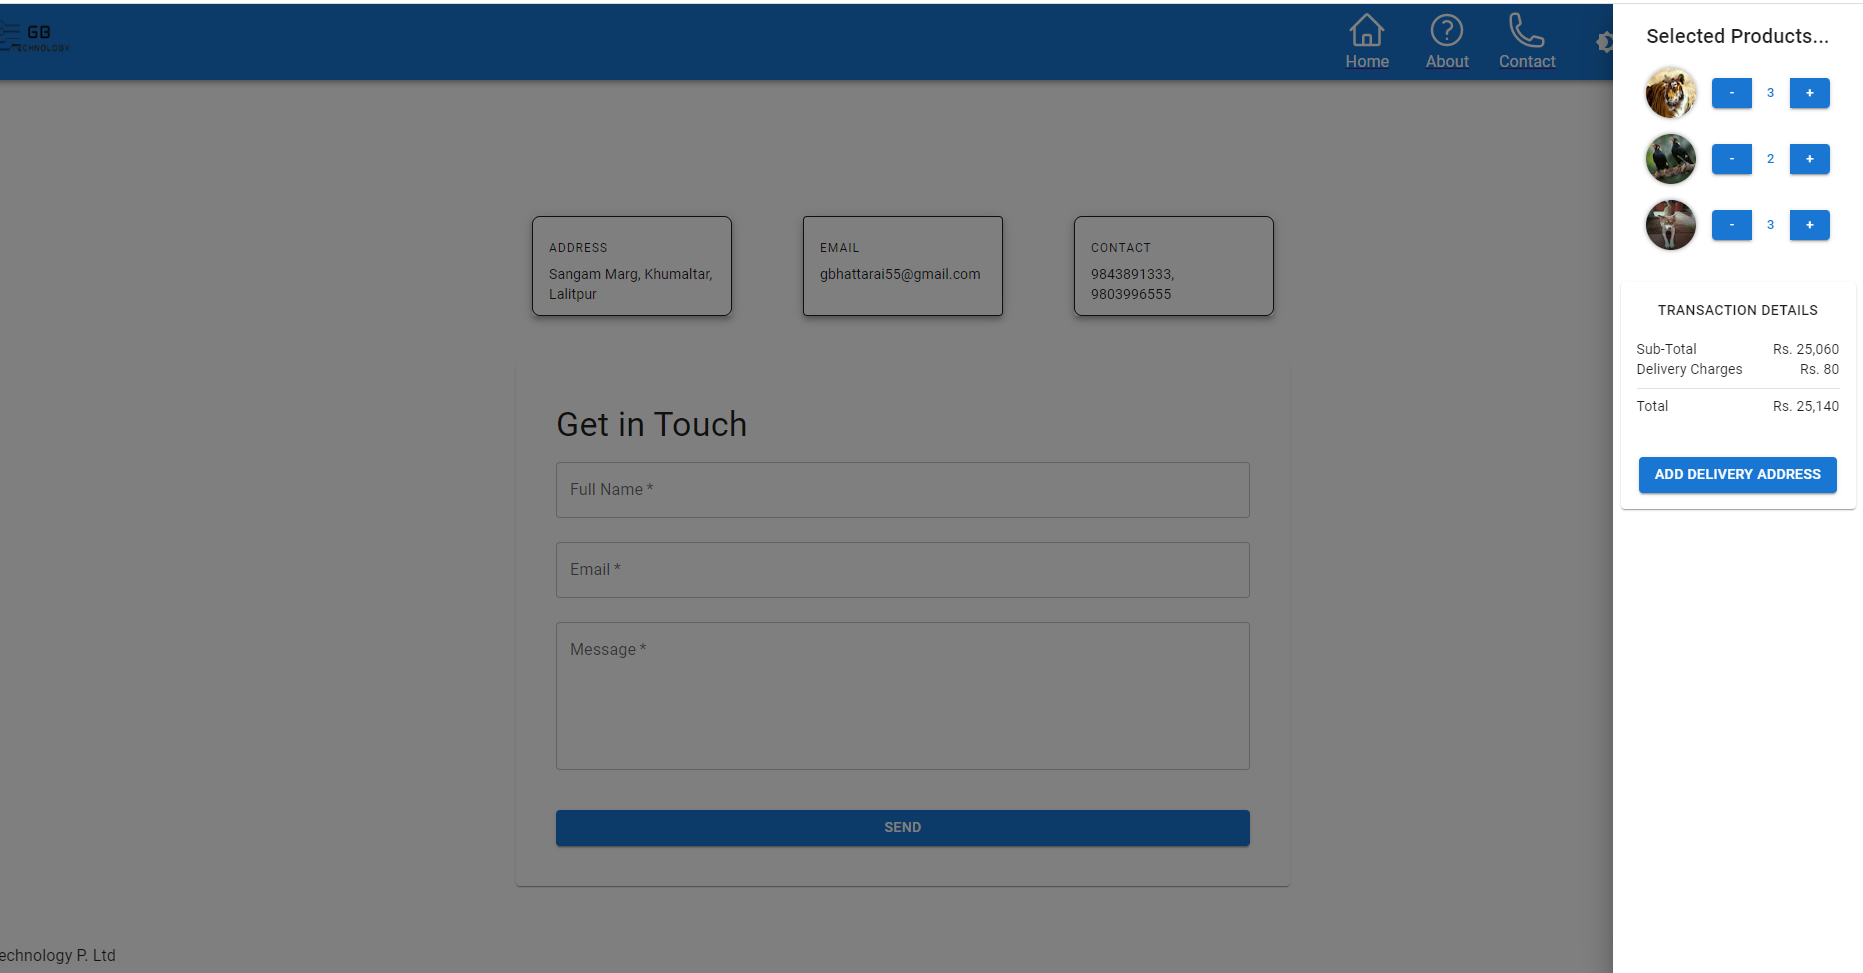 GB
TECHNOLOGY
Home
About
Contact
ADDRESS
Sangam Marg, Khumaltar,
Lalitpur
EMAIL
gbhattarai55@gmail.com
CONTACT
9843891333,
9803996555
Get in Touch
Full Name *
Email *
Message *
SEND
echnology P. Ltd
Selected Products...
- 3 +
- 2 +
- 3 +
TRANSACTION DETAILS
Sub-Total Rs. 25,060
Delivery Charges Rs. 80
Total Rs. 25,140
ADD DELIVERY ADDRESS